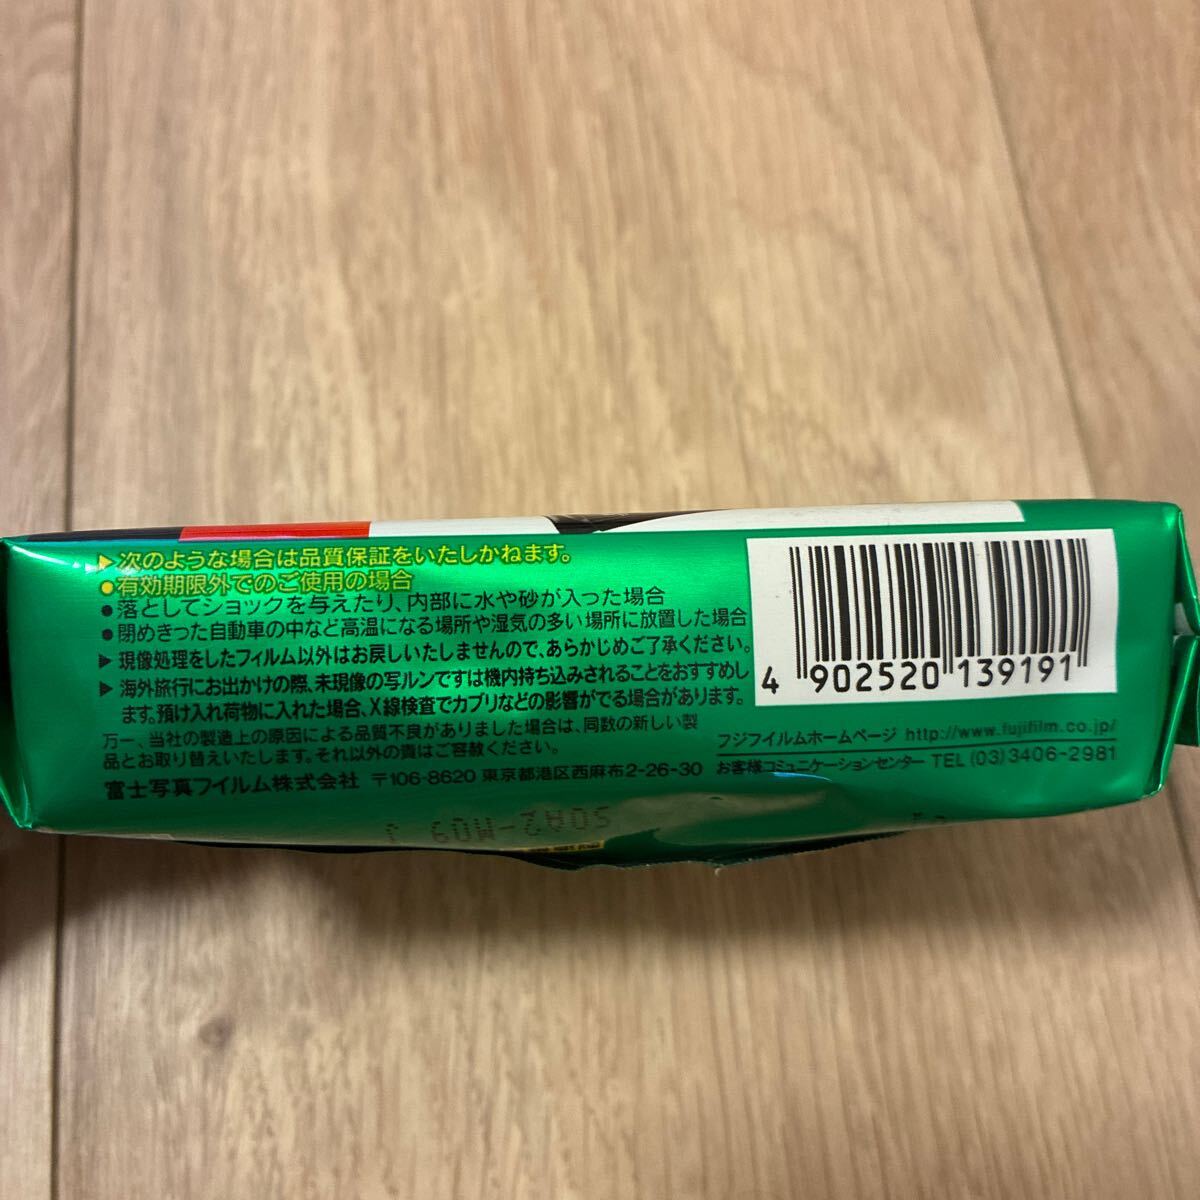 ▶次のような場合は品質保証をいたしかねます。
●有効期限外でのご使用の場合
●落としてショックを与えたり、内部に水や砂が入った場合
●閉めきった自動車の中など高温になる場所や湿気の多い場所に放置した場合
▶現像処理をしたフィルム以外はお戻しいたしませんので、あらかじめご了承ください。
▶海外旅行にお出かけの際、未現像の写ルンですは機内持ち込みされることをおすすめし
ます。預け入れ荷物に入れた場合、X線検査でカブリなどの影響がでる場合があります。
万一、当社の製造上の原因による品質不良がありました場合は、同数の新しい製
品とお取り替えいたします。それ以外の責はご容赦ください。
富士写真フイルム株式会社 〒106-8620 東京都港区西麻布2-26-30
4 902520 139191
フジフイルムホームページ http://www.fujifilm.co.jp/
お客様コミュニケーションセンター TEL (03) 3406-2981